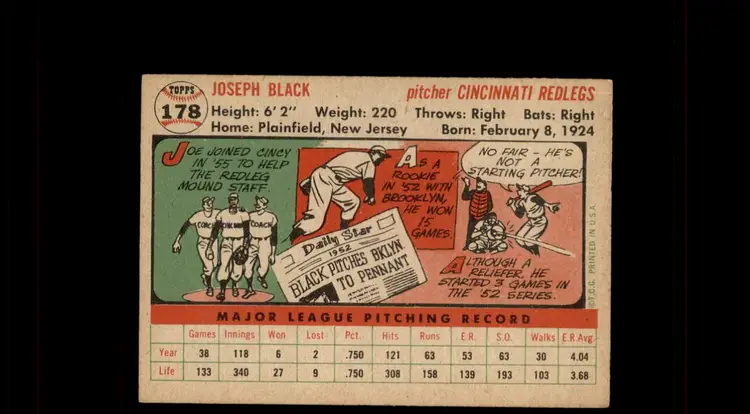 TOPPS
178
JOSEPH BLACK
pitcher CINCINNATI REDLEGS
Height: 6' 2" Weight: 220 Throws: Right Bats: Right
Home: Plainfield, New Jersey Born: February 8, 1924
JOE JOINED CINCY
IN '55 TO HELP
THE REDLEG
MOUND STAFF.
COACH
Daily Star
1952
BLACK PITCHES BKLYN
TO PENNANT
AS A
ROOKIE
IN '52 WITH
BROOKLYN,
HE WON
15
GAMES.
NO FAIR - HE'S
NOT A
STARTING PITCHER!
ALTHOUGH A
RELIEFER, HE
STARTED 3 GAMES IN
THE '52 SERIES.
©T.C.G. PRINTED IN U.S.A.
MAJOR LEAGUE PITCHING RECORD
Games Innings Won Lost Pct. Hits Runs E.R. S.O. Walks E.R.Avg.
Year 38 118 6 2 .750 121 63 53 63 30 4.04
Life 133 340 27 9 .750 308 158 139 193 103 3.68